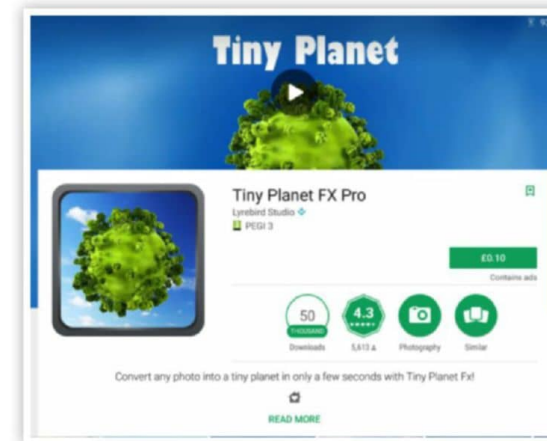 Tiny Planet
Tiny Planet FX Pro
Lyrebird Studio
PEGI 3
£0.10
Contains ads
50
THOUSAND
Downloads
4.3
5,613
Photography
Similar
Convert any photo into a tiny planet in only a few seconds with Tiny Planet Fx!
READ MORE